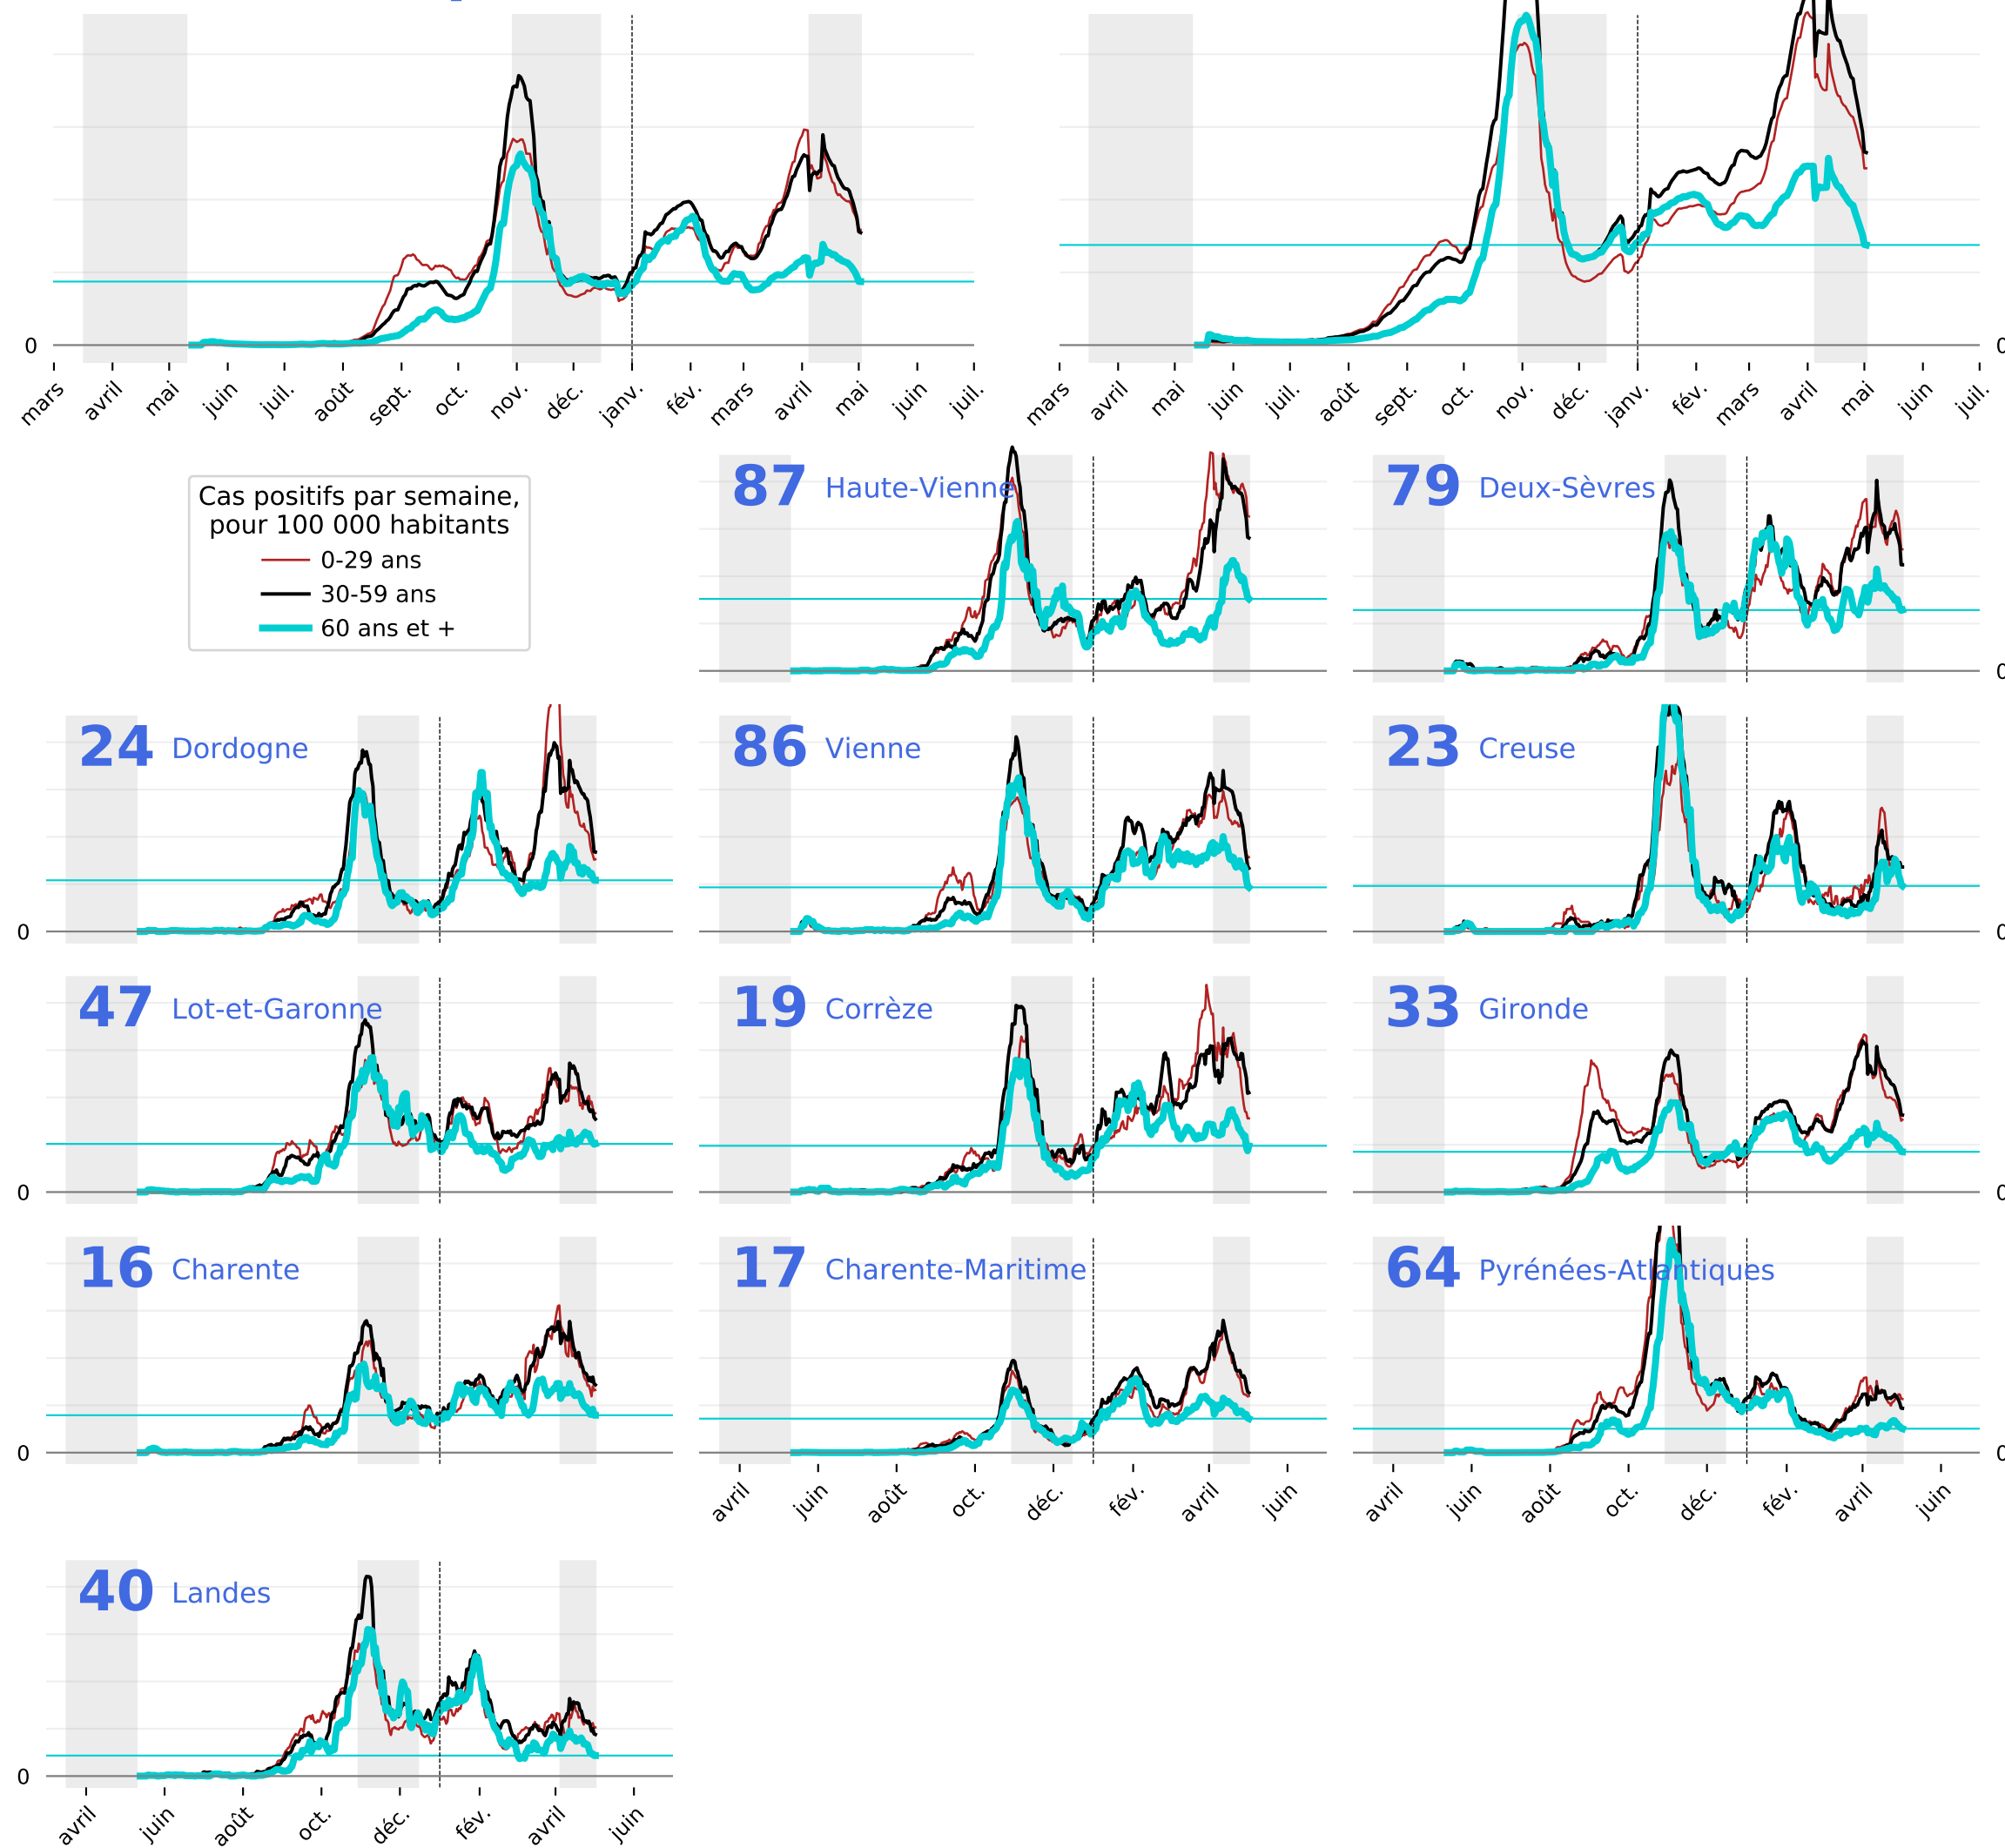 0
mars avril mai juin juil. août sept. oct. nov. déc. janv. fév. mars avril mai juin juil.
mars avril mai juin juil. août sept. oct. nov. déc. janv. fév. mars avril mai juin juil.
0
Cas positifs par semaine,
pour 100 000 habitants
0-29 ans
30-59 ans
60 ans et +
87 Haute-Vienne
79 Deux-Sèvres
0
24 Dordogne
86 Vienne
23 Creuse
0
0
47 Lot-et-Garonne
19 Corrèze
33 Gironde
0
0
16 Charente
17 Charente-Maritime
64 Pyrénées-Atlantiques
0
0
avril juin août oct. déc. fév. avril juin
avril juin août oct. déc. fév. avril juin
40 Landes
0
avril juin août oct. déc. fév. avril juin